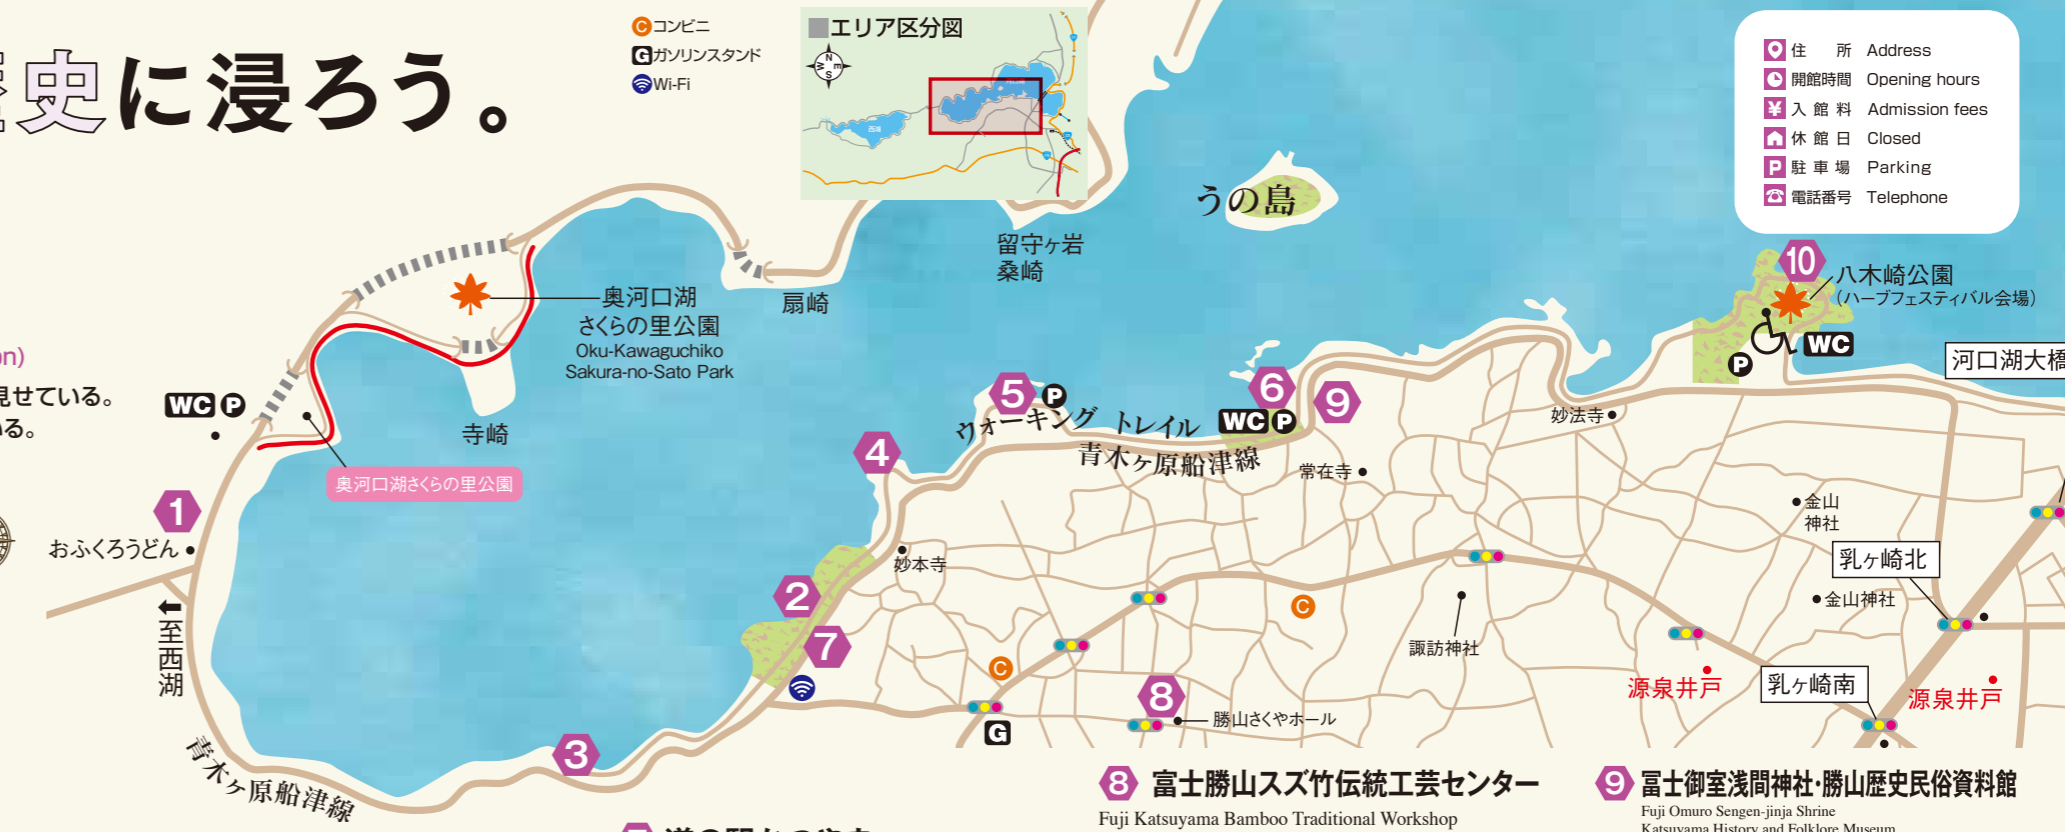 史に浸ろう。
Cコンビニ
Gガソリンスタンド
Wi-Fi
エリア区分図
N
W E
S
西湖
住所 Address
開館時間 Opening hours
¥ 入館料 Admission fees
休館日 Closed
P 駐車場 Parking
電話番号 Telephone
うの島
留守ヶ岩
桑崎
扇崎
奥河口湖
さくらの里公園
Oku-Kawaguchiko
Sakura-no-Sato Park
10
八木崎公園
(ハーブフェスティバル会場)
WC
P
河口湖大橋
on)
見せている。
いる。
WC P
寺崎
奥河口湖さくらの里公園
1
おふくろうどん
至西湖
青木ヶ原船津線
3
2
7
4
妙本寺
5 P
ウォーキング トレイル
青木ヶ原船津線
6
WC P
9
常在寺
妙法寺
金山
神社
乳ヶ崎北
金山神社
諏訪神社
C
C
G
源泉井戸
乳ヶ崎南
源泉井戸
8
勝山さくやホール
8 富士勝山スズ竹伝統工芸センター
Fuji Katsuyama Bamboo Traditional Workshop
9 冨士御室浅間神社・勝山歴史民俗資料館
Fuji Omuro Sengen-jinja Shrine
Katsuyama History and Folklore Museum